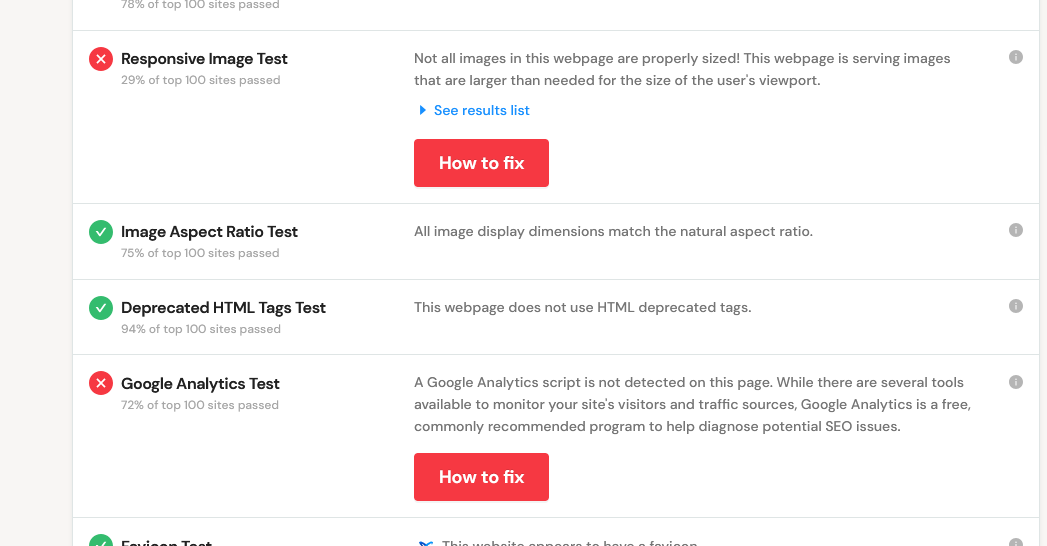 78% of top 100 sites passed
Responsive Image Test
29% of top 100 sites passed
Not all images in this webpage are properly sized! This webpage is serving images
that are larger than needed for the size of the user's viewport.
See results list
How to fix
Image Aspect Ratio Test
75% of top 100 sites passed
All image display dimensions match the natural aspect ratio.
Deprecated HTML Tags Test
94% of top 100 sites passed
This webpage does not use HTML deprecated tags.
Google Analytics Test
72% of top 100 sites passed
A Google Analytics script is not detected on this page. While there are several tools
available to monitor your site's visitors and traffic sources, Google Analytics is a free,
commonly recommended program to help diagnose potential SEO issues.
How to fix
Favicon Test
This website appears to have a favicon.